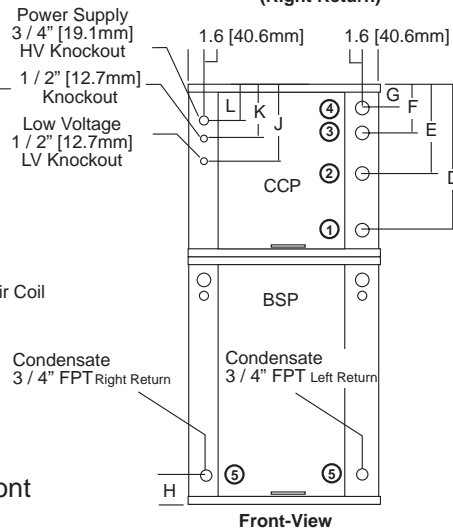 (Right Return)
Power Supply
3 / 4” [19.1mm]
HV Knockout
1.6 [40.6mm]
1.6 [40.6mm]
1 / 2” [12.7mm]
Knockout
Low Voltage
1 / 2” [12.7mm]
LV Knockout
L
K
J
G
F
E
D
4
3
2
1
CCP
ir Coil
BSP
Condensate
3 / 4” FPT Right Return
Condensate
3 / 4” FPT Left Return
5
5
H
ont
Front-View